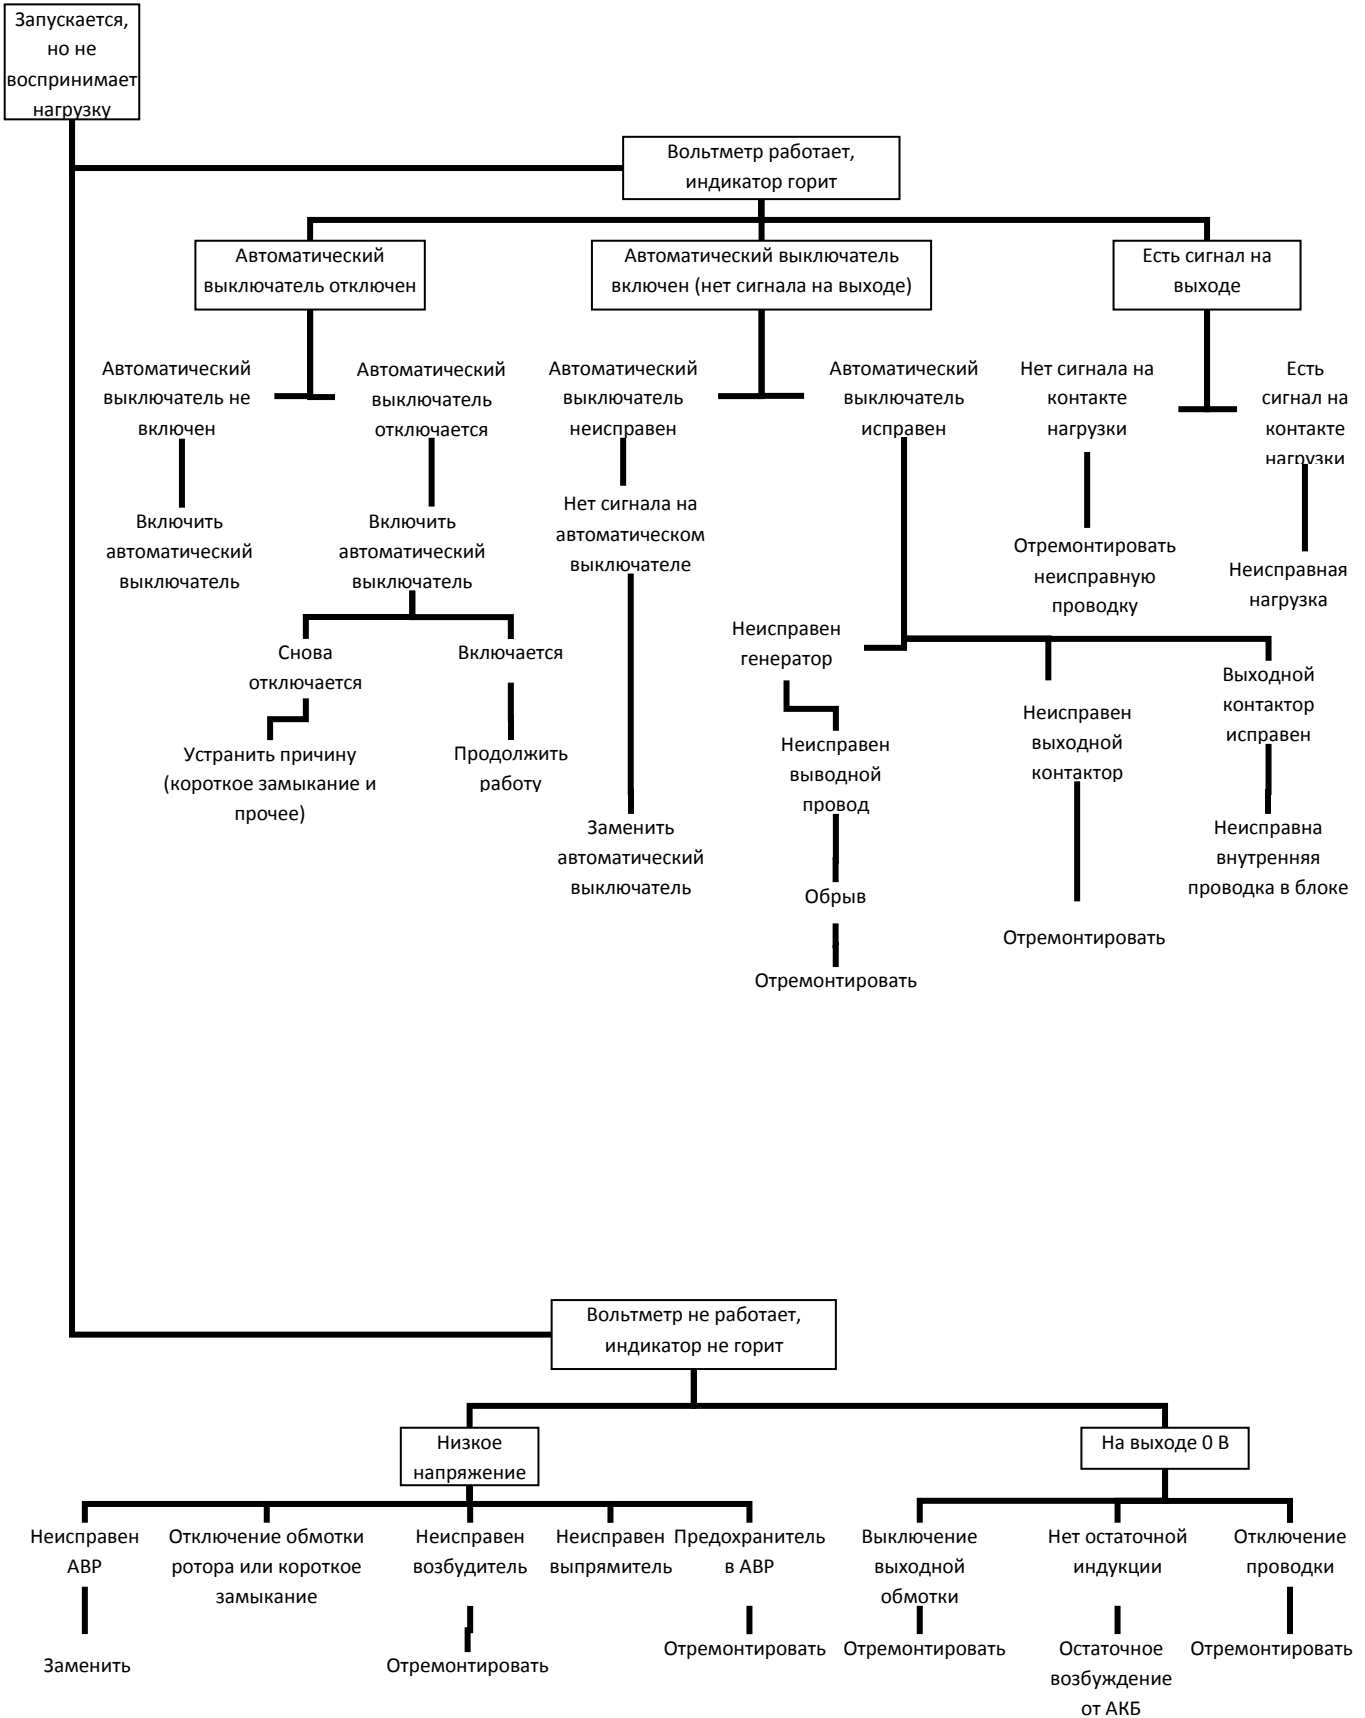 Запускается,
но не
воспринимает
нагрузку
Вольтметр работает,
индикатор горит
Автоматический
выключатель отключен
Автоматический выключатель
включен (нет сигнала на выходе)
Есть сигнал на
выходе
Автоматический
выключатель не
включен
Автоматический
выключатель
отключается
Автоматический
выключатель
неисправен
Автоматический
выключатель
исправен
Нет сигнала на
контакте
нагрузки
Есть
сигнал на
контакте
нагрузки
Включить
автоматический
выключатель
Включить
автоматический
выключатель
Нет сигнала на
автоматическом
выключателе
Отремонтировать
неисправную
проводку
Неисправная
нагрузка
Снова
отключается
Включается
Неисправен
генератор
Неисправен
выходной
контактор
Выходной
контактор
исправен
Устранить причину
(короткое замыкание и
прочее)
Продолжить
работу
Неисправен
выводной
провод
Заменить
автоматический
выключатель
Неисправна
внутренняя
проводка в блоке
Обрыв
Отремонтировать
Отремонтировать
Вольтметр не работает,
индикатор не горит
Низкое
напряжение
На выходе 0 В
Неисправен
АВР
Отключение обмотки
ротора или короткое
замыкание
Неисправен
возбудитель
Неисправен
выпрямитель
Предохранитель
в АВР
Выключение
выходной
обмотки
Нет остаточной
индукции
Отключение
проводки
Заменить
Отремонтировать
Отремонтировать
Отремонтировать
Остаточное
возбуждение
от АКБ
Отремонтировать